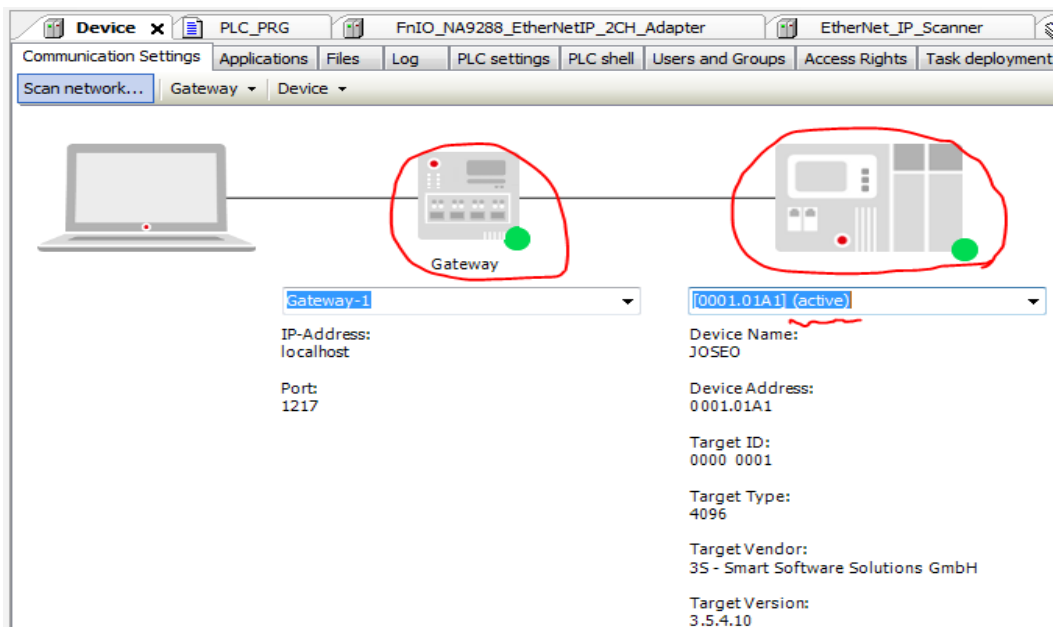 Device PLC_PRG FnIO_NA9288_EtherNetIP_2CH_Adapter EtherNet_IP_Scanner
Communication Settings Applications Files Log PLC settings PLC shell Users and Groups Access Rights Task deployment
Scan network... Gateway Device
Gateway
Gateway-1 [0001.01A1] (active)
IP-Address:
localhost
Port:
1217
Device Name:
JOSEO
Device Address:
0001.01A1
Target ID:
0000 0001
Target Type:
4096
Target Vendor:
3S - Smart Software Solutions GmbH
Target Version:
3.5.4.10